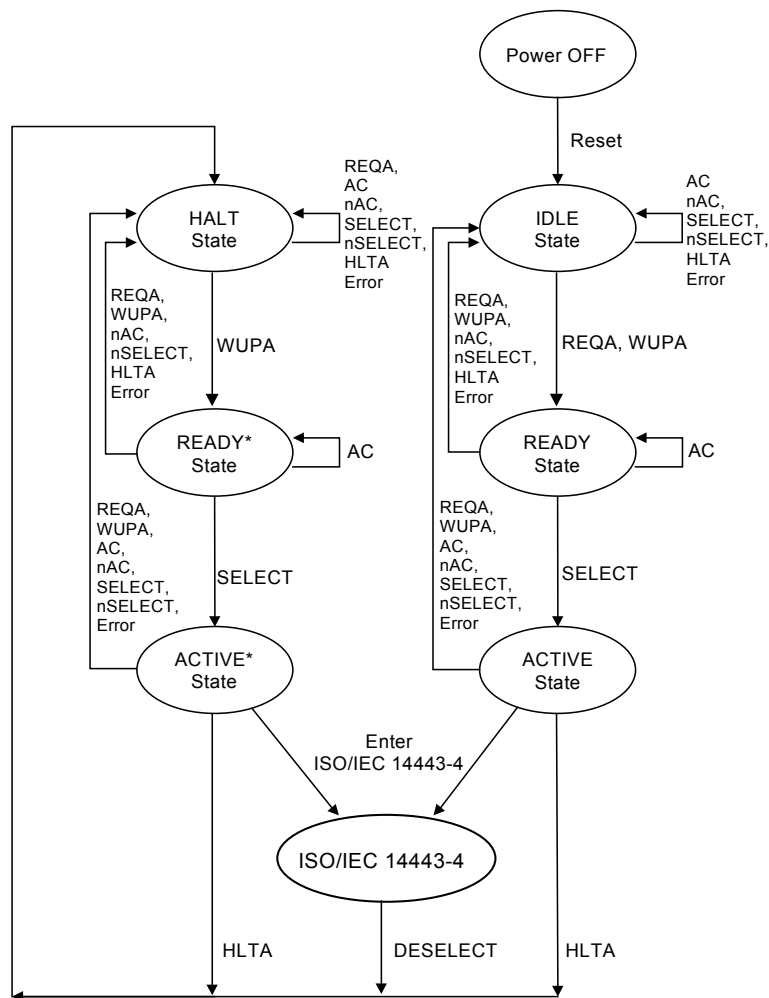 Power OFF
Reset
REQA,
AC
nAC,
SELECT,
nSELECT,
HLTA
Error
HALT
State
IDLE
State
AC
nAC,
SELECT,
nSELECT,
HLTA
Error
REQA,
WUPA,
nAC,
nSELECT,
HLTA
Error
WUPA
REQA,
WUPA,
nAC,
nSELECT,
HLTA
Error
REQA, WUPA
READY*
State
AC
READY
State
AC
REQA,
WUPA,
AC,
nAC,
SELECT,
nSELECT,
Error
SELECT
REQA,
WUPA,
AC,
nAC,
SELECT,
nSELECT,
Error
SELECT
ACTIVE*
State
ACTIVE
State
Enter
ISO/IEC 14443-4
ISO/IEC 14443-4
HLTA
DESELECT
HLTA